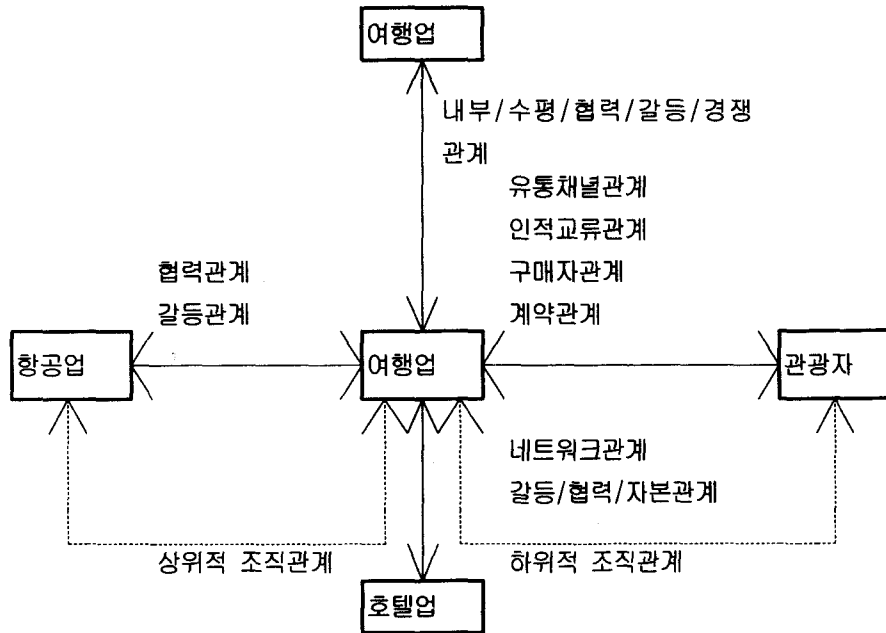 여행업
내부/수평/협력/갈등/경쟁
관계
유통채널관계
인적교류관계
구매자관계
계약관계
협력관계
갈등관계
항공업
여행업
관광자
네트워크관계
갈등/협력/자본관계
상위적 조직관계
하위적 조직관계
호텔업